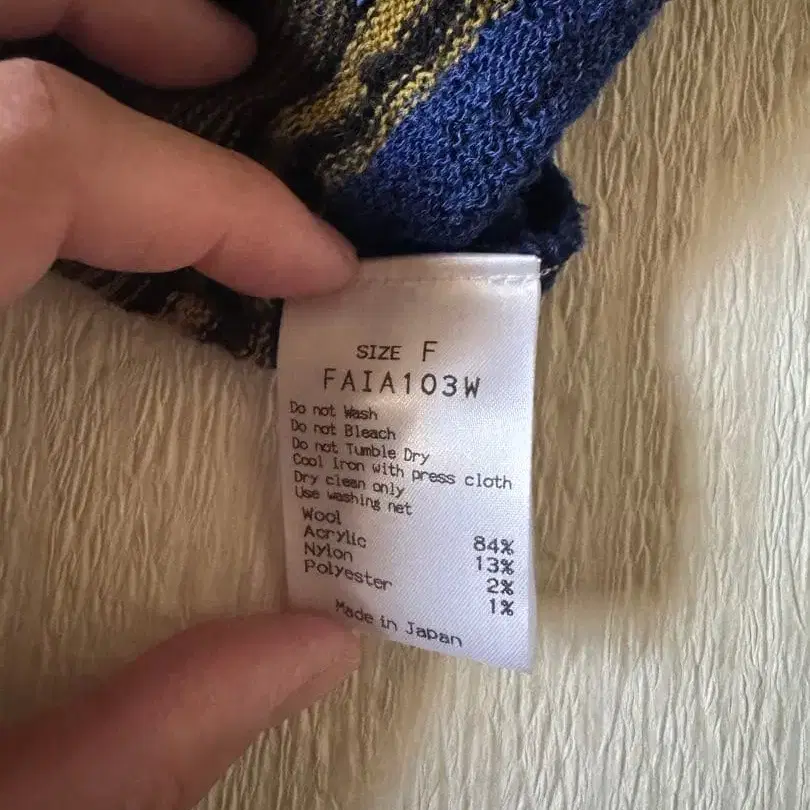 SIZE F
FAIA103W
Do not Wash
Do not Bleach
Do not Tumble Dry
Cool Iron with press cloth
Dry clean only
Use washing net
Wool 84%
Acrylic 13%
Nylon 2%
Polyester 1%
Made in Japan